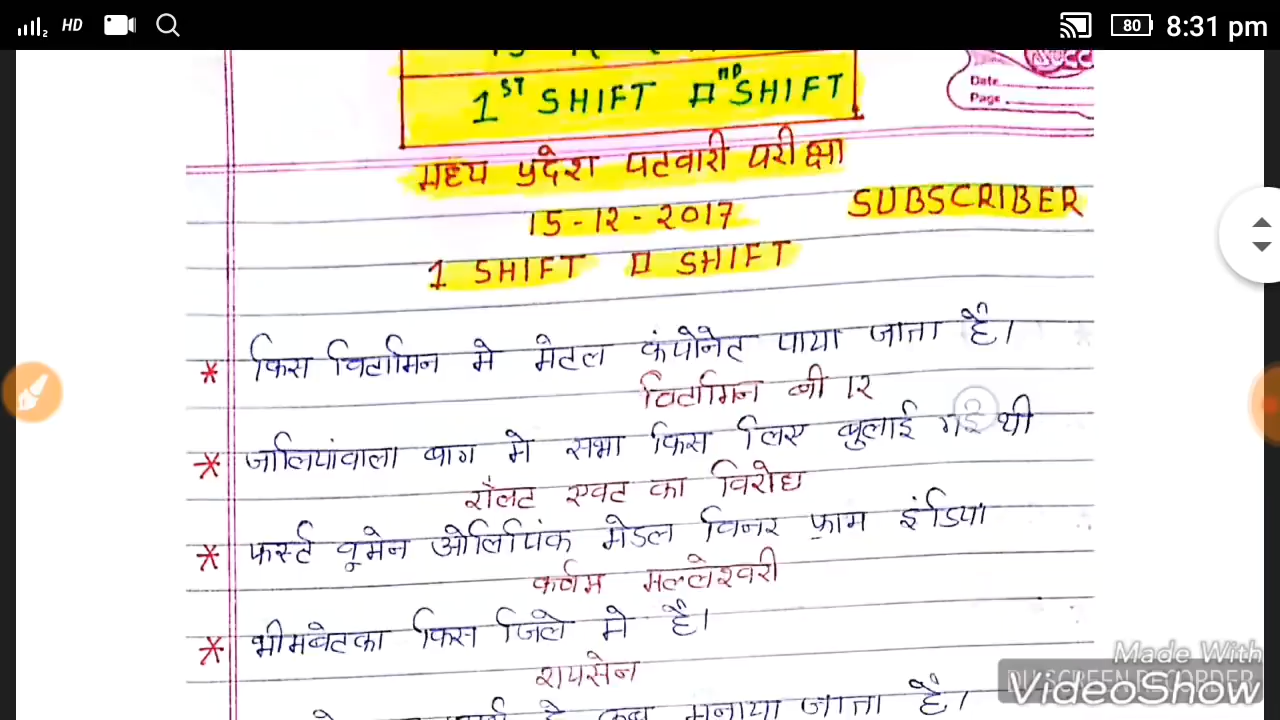 HD 80 8:31 pm
1ST SHIFT IIND SHIFT
Date
Page
मध्य प्रदेश पटवारी परीक्षा
15-12-2017 SUBSCRIBER
1 SHIFT II SHIFT
* किस विटामिन मे मेटल कंपोनेट पाया जाता है।
विटामिन बी 12
* जलियांवाला बाग मे सभा किस लिए बुलाई गई थी
रौलट एक्ट का विरोध
* फर्स्ट वूमेन ओलिपिंक मेडल विनर फ्राम इंडिया
कर्णम मल्लेश्वरी
* भीमबेटका किस जिले मे है।
रायसेन
कब मनाया जाता है।
Made With
VideoShow